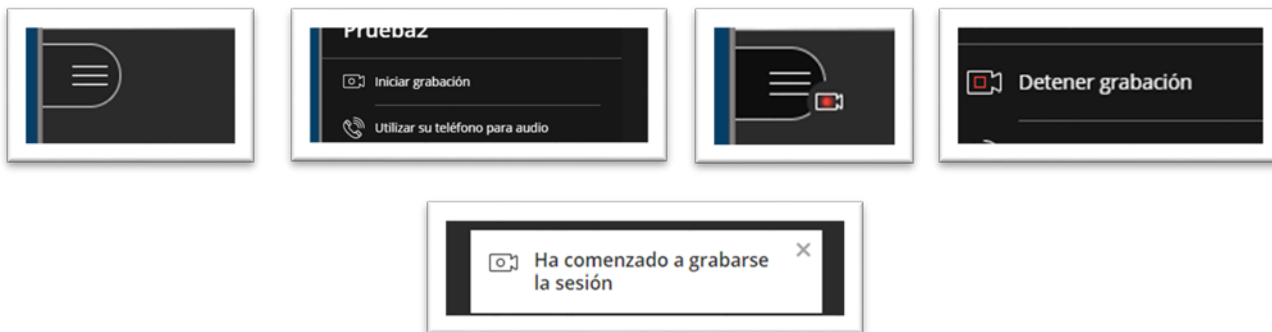 Prueba2
Iniciar grabación
Utilizar su teléfono para audio
Detener grabación
Ha comenzado a grabarse
la sesión